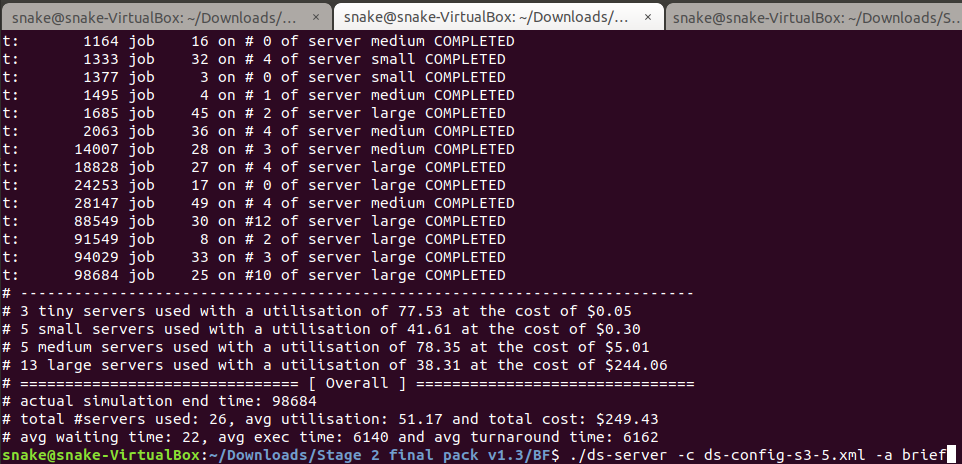 snake@snake-VirtualBox: ~/Downloads/... × snake@snake-VirtualBox: ~/Downloads/... × snake@snake-VirtualBox: ~/Downloads/S...
t:       1164 job    16 on # 0 of server medium COMPLETED
t:       1333 job    32 on # 4 of server small COMPLETED
t:       1377 job     3 on # 0 of server small COMPLETED
t:       1495 job     4 on # 1 of server medium COMPLETED
t:       1685 job    45 on # 2 of server large COMPLETED
t:       2063 job    36 on # 4 of server medium COMPLETED
t:      14007 job    28 on # 3 of server medium COMPLETED
t:      18828 job    27 on # 4 of server large COMPLETED
t:      24253 job    17 on # 0 of server large COMPLETED
t:      28147 job    49 on # 4 of server medium COMPLETED
t:      88549 job    30 on #12 of server large COMPLETED
t:      91549 job     8 on # 2 of server large COMPLETED
t:      94029 job    33 on # 3 of server large COMPLETED
t:      98684 job    25 on #10 of server large COMPLETED
# ---------------------------------------------------------------------------
# 3 tiny servers used with a utilisation of 77.53 at the cost of $0.05
# 5 small servers used with a utilisation of 41.61 at the cost of $0.30
# 5 medium servers used with a utilisation of 78.35 at the cost of $5.01
# 13 large servers used with a utilisation of 38.31 at the cost of $244.06
# =============================== [ Overall ] ===============================
# actual simulation end time: 98684
# total #servers used: 26, avg utilisation: 51.17 and total cost: $249.43
# avg waiting time: 22, avg exec time: 6140 and avg turnaround time: 6162
snake@snake-VirtualBox:~/Downloads/Stage 2 final pack v1.3/BF$ ./ds-server -c ds-config-s3-5.xml -a brief